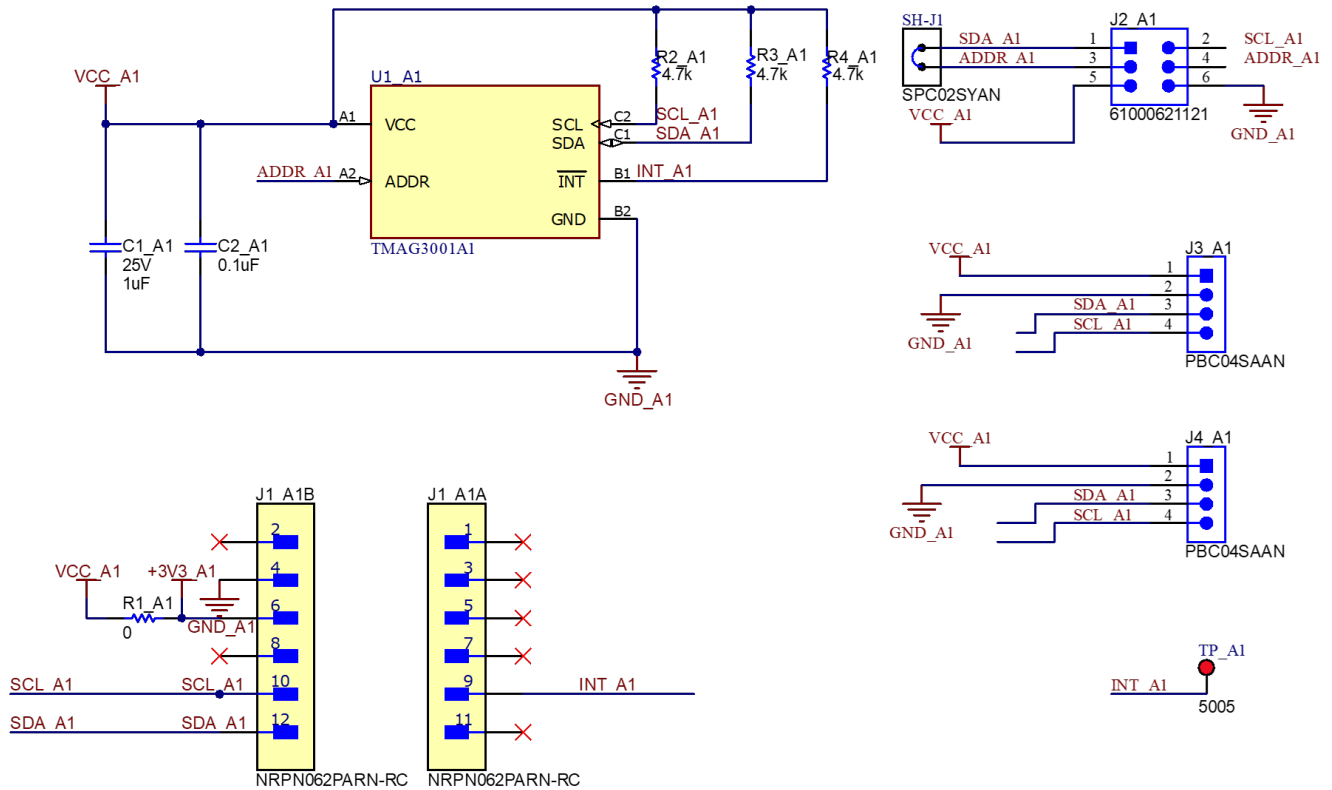 VCC_A1
U1_A1
A1
VCC
ADDR_A1
A2
ADDR
SCL
C2
SCL_A1
SDA
C1
SDA_A1
INT
B1
INT_A1
GND
B2
TMAG3001A1
R2_A1
4.7k
R3_A1
4.7k
R4_A1
4.7k
C1_A1
25V
1uF
C2_A1
0.1uF
GND_A1
SH-J1
SPC02SYAN
SDA_A1
ADDR_A1
VCC_A1
J2_A1
1
3
5
2
4
6
SCL_A1
ADDR_A1
GND_A1
61000621121
J3_A1
VCC_A1
1
2
SDA_A1
3
SCL_A1
4
GND_A1
PBC04SAAN
J4_A1
VCC_A1
1
2
SDA_A1
3
SCL_A1
4
GND_A1
PBC04SAAN
J1_A1B
2
4
6
8
10
12
VCC_A1
+3V3_A1
R1_A1
0
GND_A1
SCL_A1
SCL_A1
SDA_A1
SDA_A1
NRPN062PARN-RC
J1_A1A
1
3
5
7
9
11
INT_A1
NRPN062PARN-RC
TP_A1
INT_A1
5005